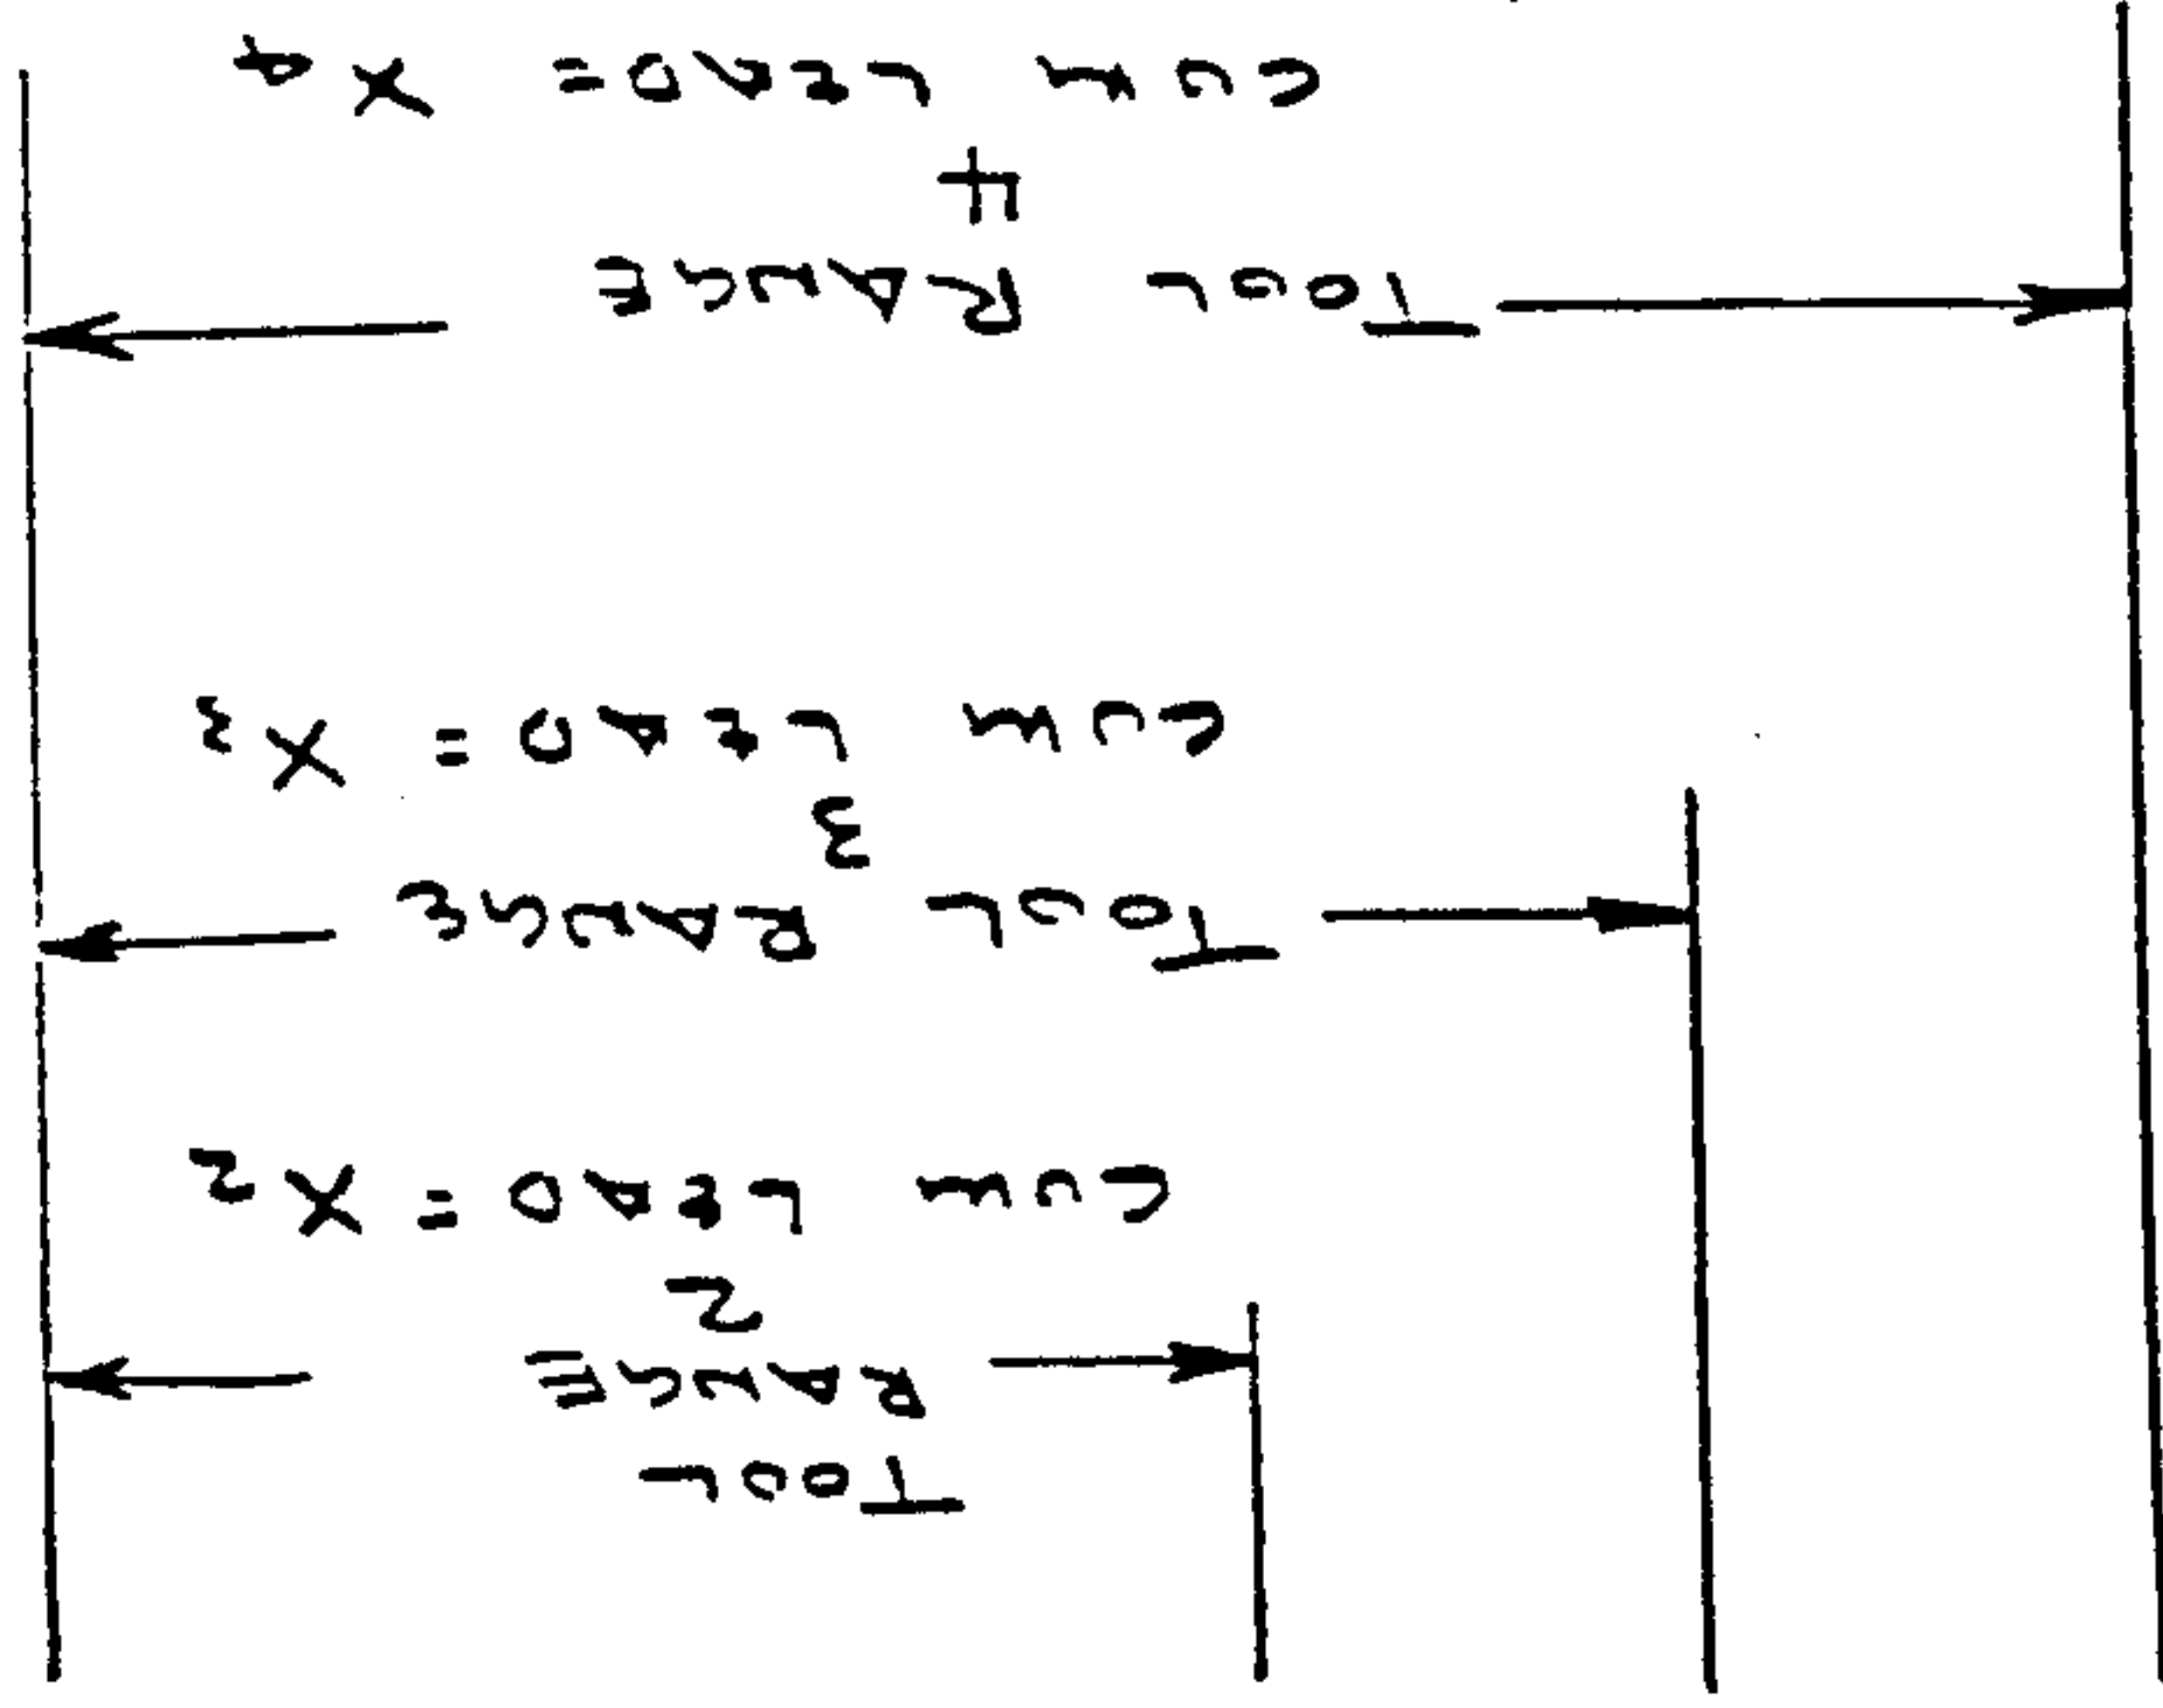 TOOL
RANGE
2
CUM LEAD = X₂
TOOL RANGE
3
CUM LEAD = X₃
TOOL RANGE
4
CUM LEAD = X₄